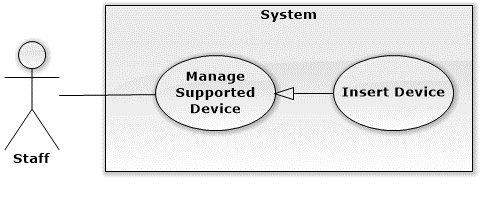 System
Manage
Supported
Device
Insert Device
Staff